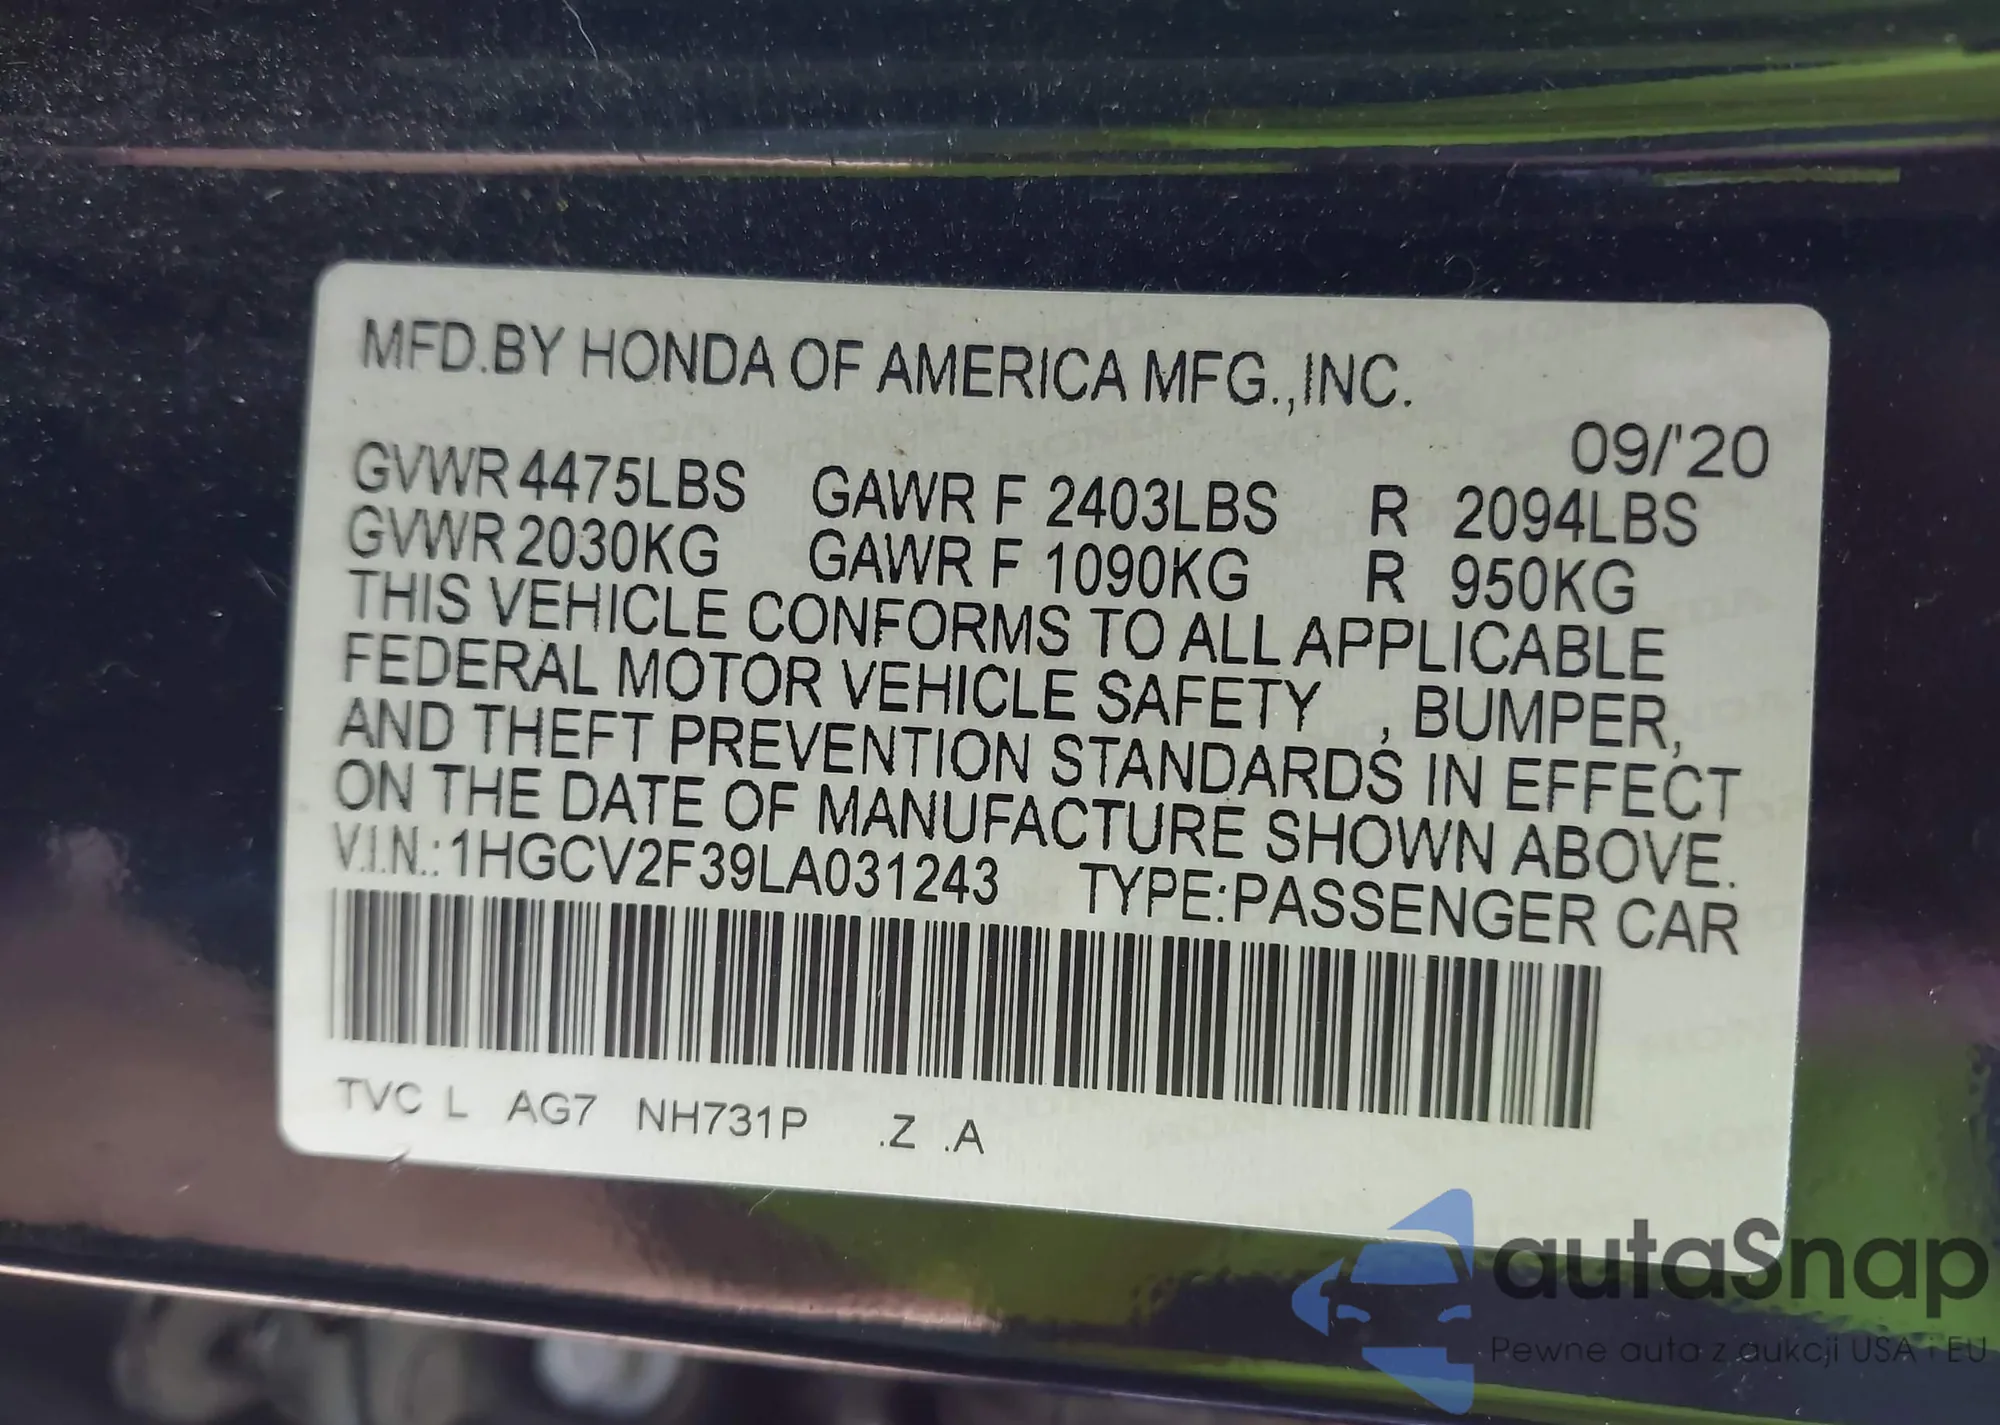 MFD.BY HONDA OF AMERICA MFG.,INC.
09/'20
GVWR 4475LBS GAWR F 2403LBS R 2094LBS
GVWR 2030KG GAWR F 1090KG R 950KG
THIS VEHICLE CONFORMS TO ALL APPLICABLE
FEDERAL MOTOR VEHICLE SAFETY , BUMPER,
AND THEFT PREVENTION STANDARDS IN EFFECT
ON THE DATE OF MANUFACTURE SHOWN ABOVE.
V.I.N.:1HGCV2F39LA031243 TYPE:PASSENGER CAR
TVC L AG7 NH731P .Z .A
autaSnap
Pewne auta z aukcji USA i EU